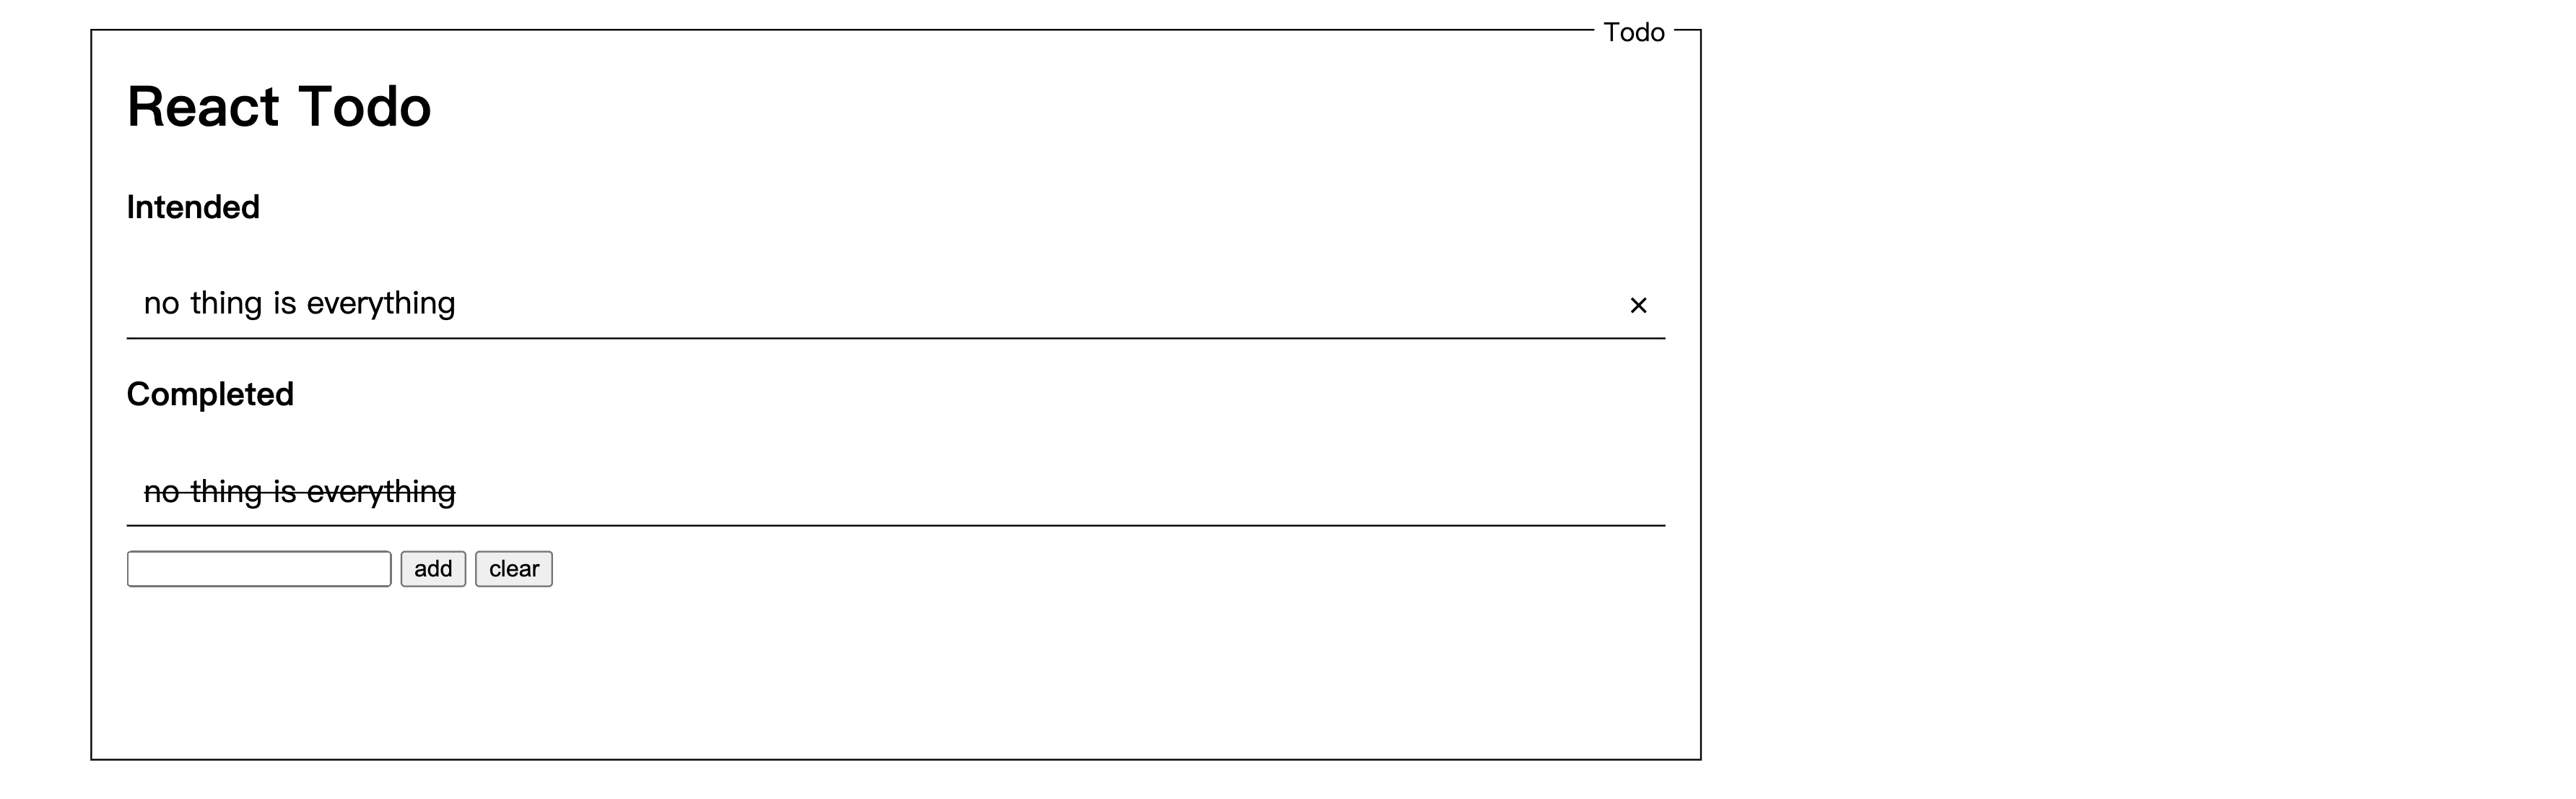 Todo
React Todo
Intended
no thing is everything ×
Completed
no thing is everything
add clear